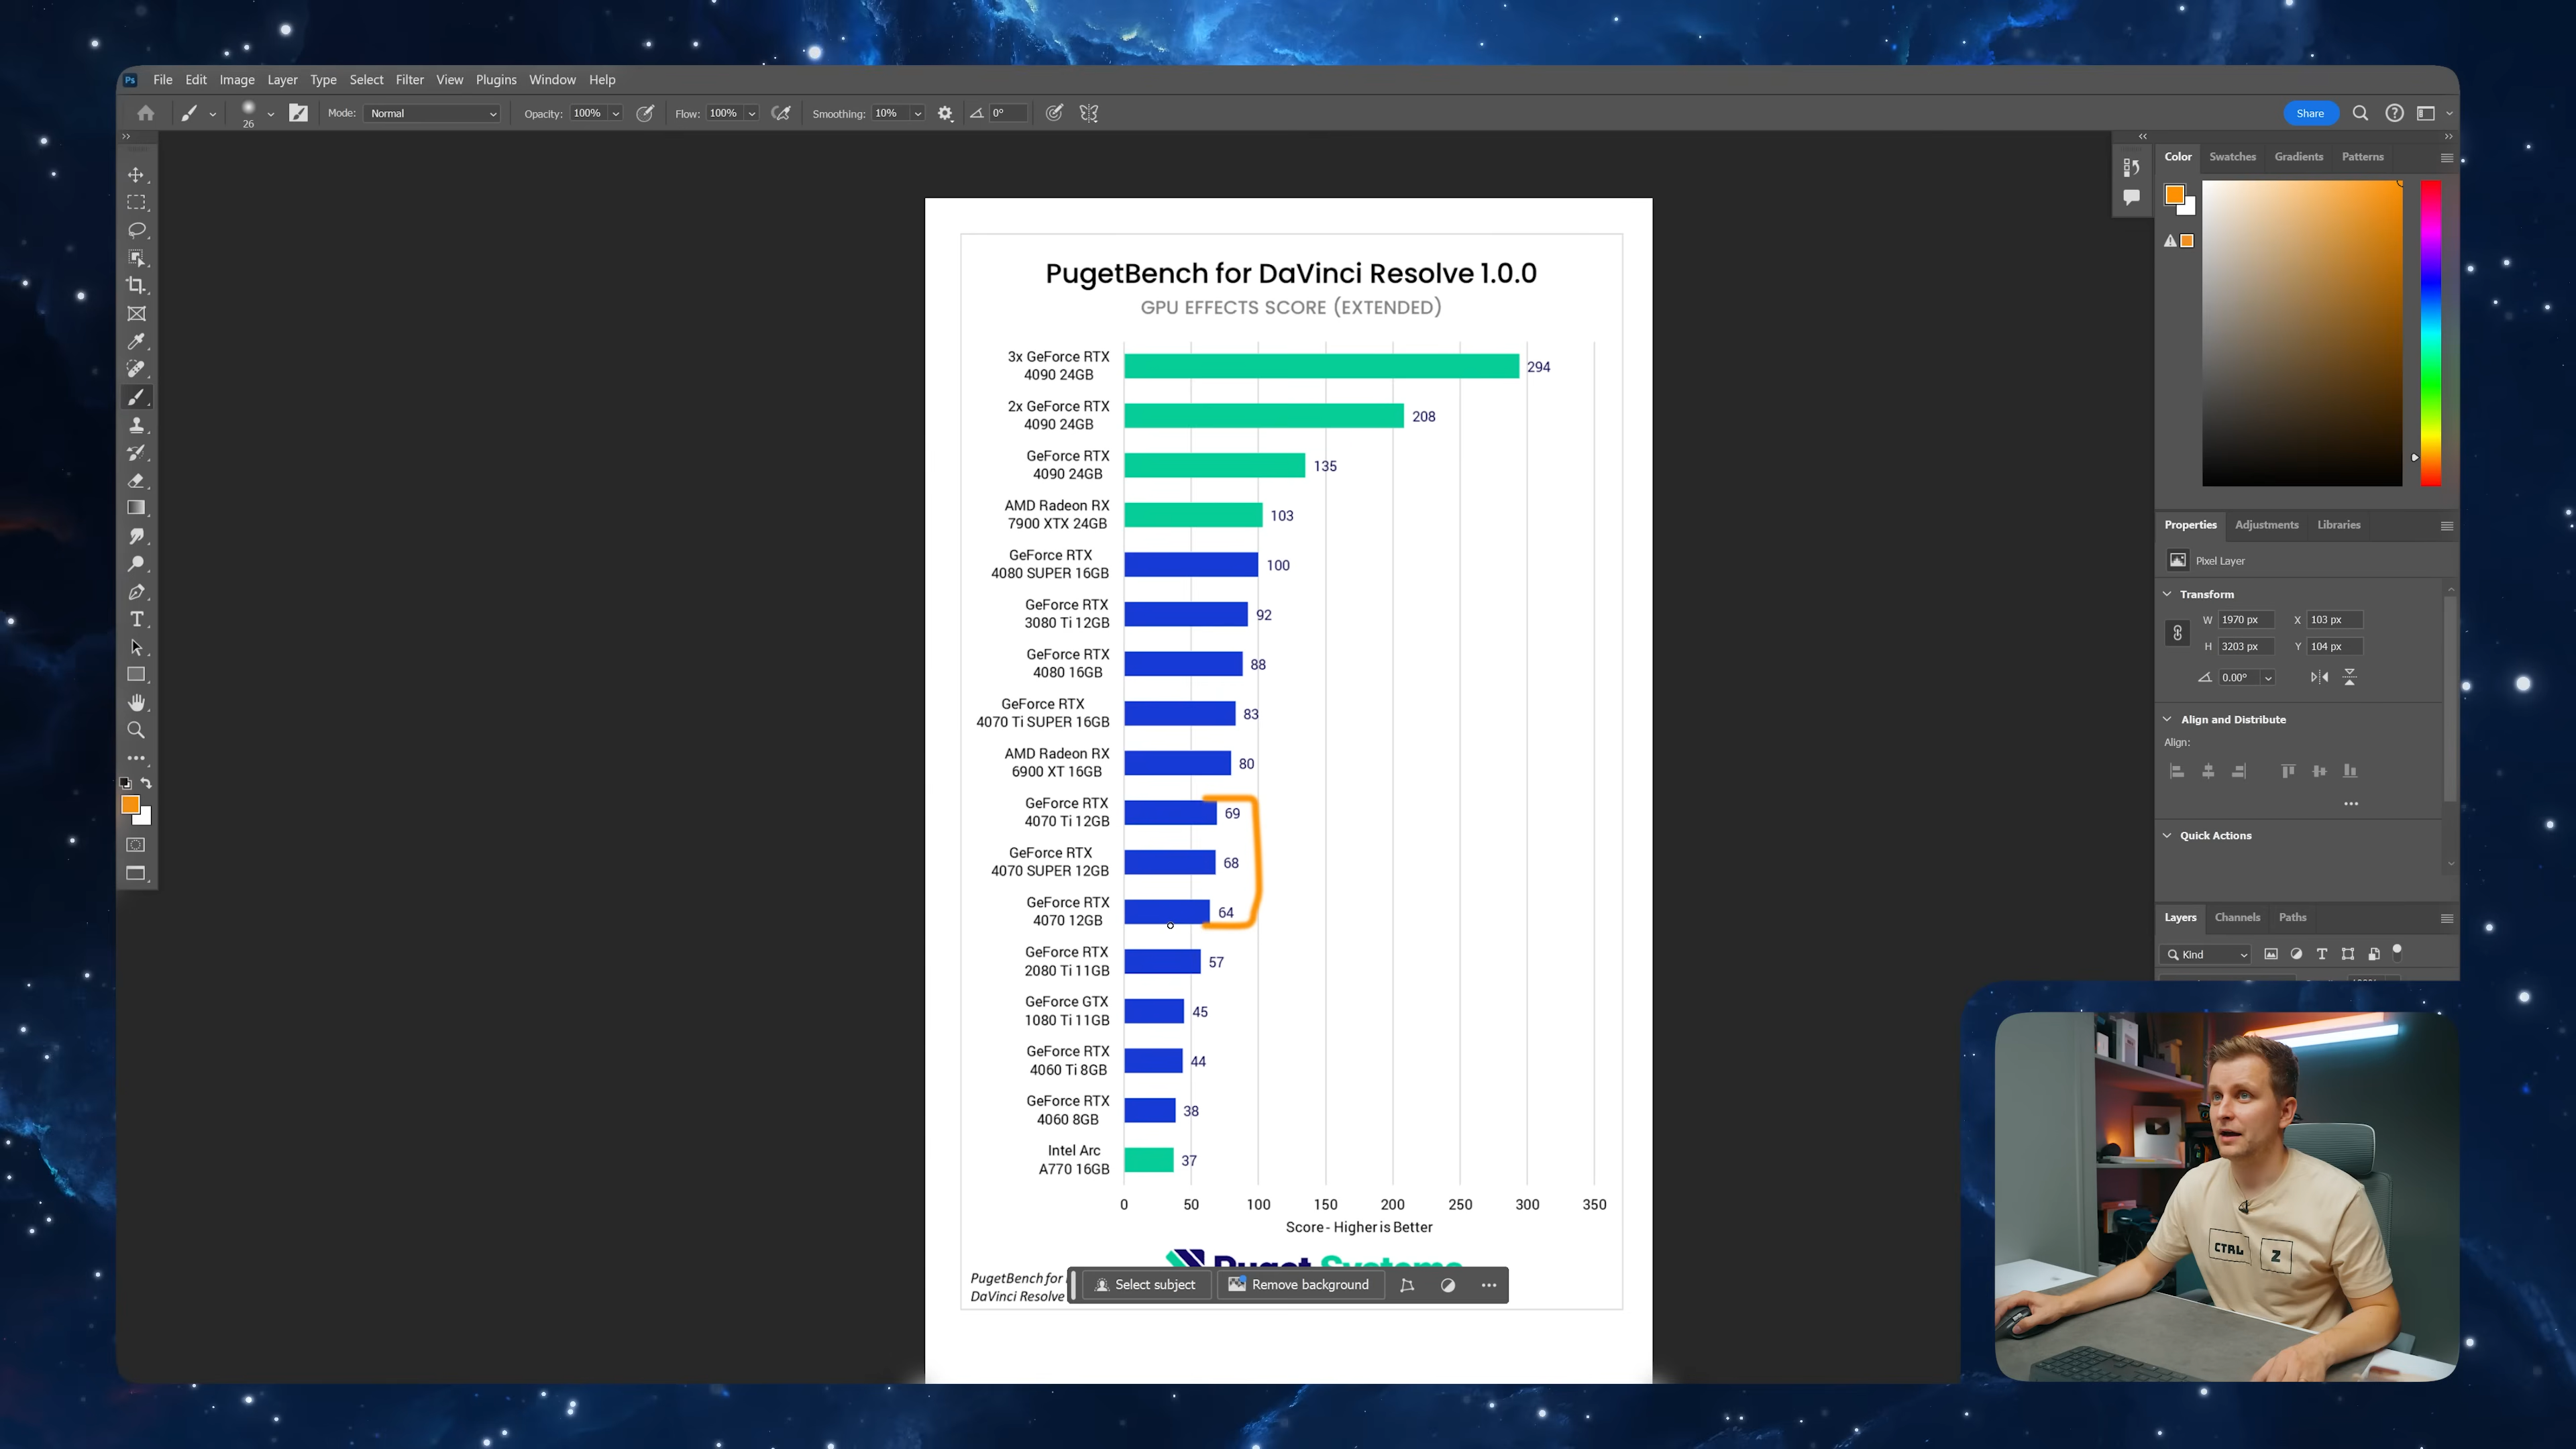 Ps File Edit Image Layer Type Select Filter View Plugins Window Help
26 Mode: Normal Opacity: 100% Flow: 100% Smoothing: 10% 0° Share
Color Swatches Gradients Patterns
PugetBench for DaVinci Resolve 1.0.0
GPU EFFECTS SCORE (EXTENDED)
3x GeForce RTX
4090 24GB
294
2x GeForce RTX
4090 24GB
208
GeForce RTX
4090 24GB
135
AMD Radeon RX
7900 XTX 24GB
103
GeForce RTX
4080 SUPER 16GB
100
GeForce RTX
3080 Ti 12GB
92
GeForce RTX
4080 16GB
88
GeForce RTX
4070 Ti SUPER 16GB
83
AMD Radeon RX
6900 XT 16GB
80
GeForce RTX
4070 Ti 12GB
69
GeForce RTX
4070 SUPER 12GB
68
GeForce RTX
4070 12GB
64
GeForce RTX
2080 Ti 11GB
57
GeForce GTX
1080 Ti 11GB
45
GeForce RTX
4060 Ti 8GB
44
GeForce RTX
4060 8GB
38
Intel Arc
A770 16GB
37
0 50 100 150 200 250 300 350
Score - Higher is Better
Puget Systems
PugetBench for
DaVinci Resolve
Select subject Remove background
Properties Adjustments Libraries
Pixel Layer
Transform
W 1970 px X 103 px
H 3203 px Y 104 px
0.00°
Align and Distribute
Align:
Quick Actions
Layers Channels Paths
Kind
CTRL Z